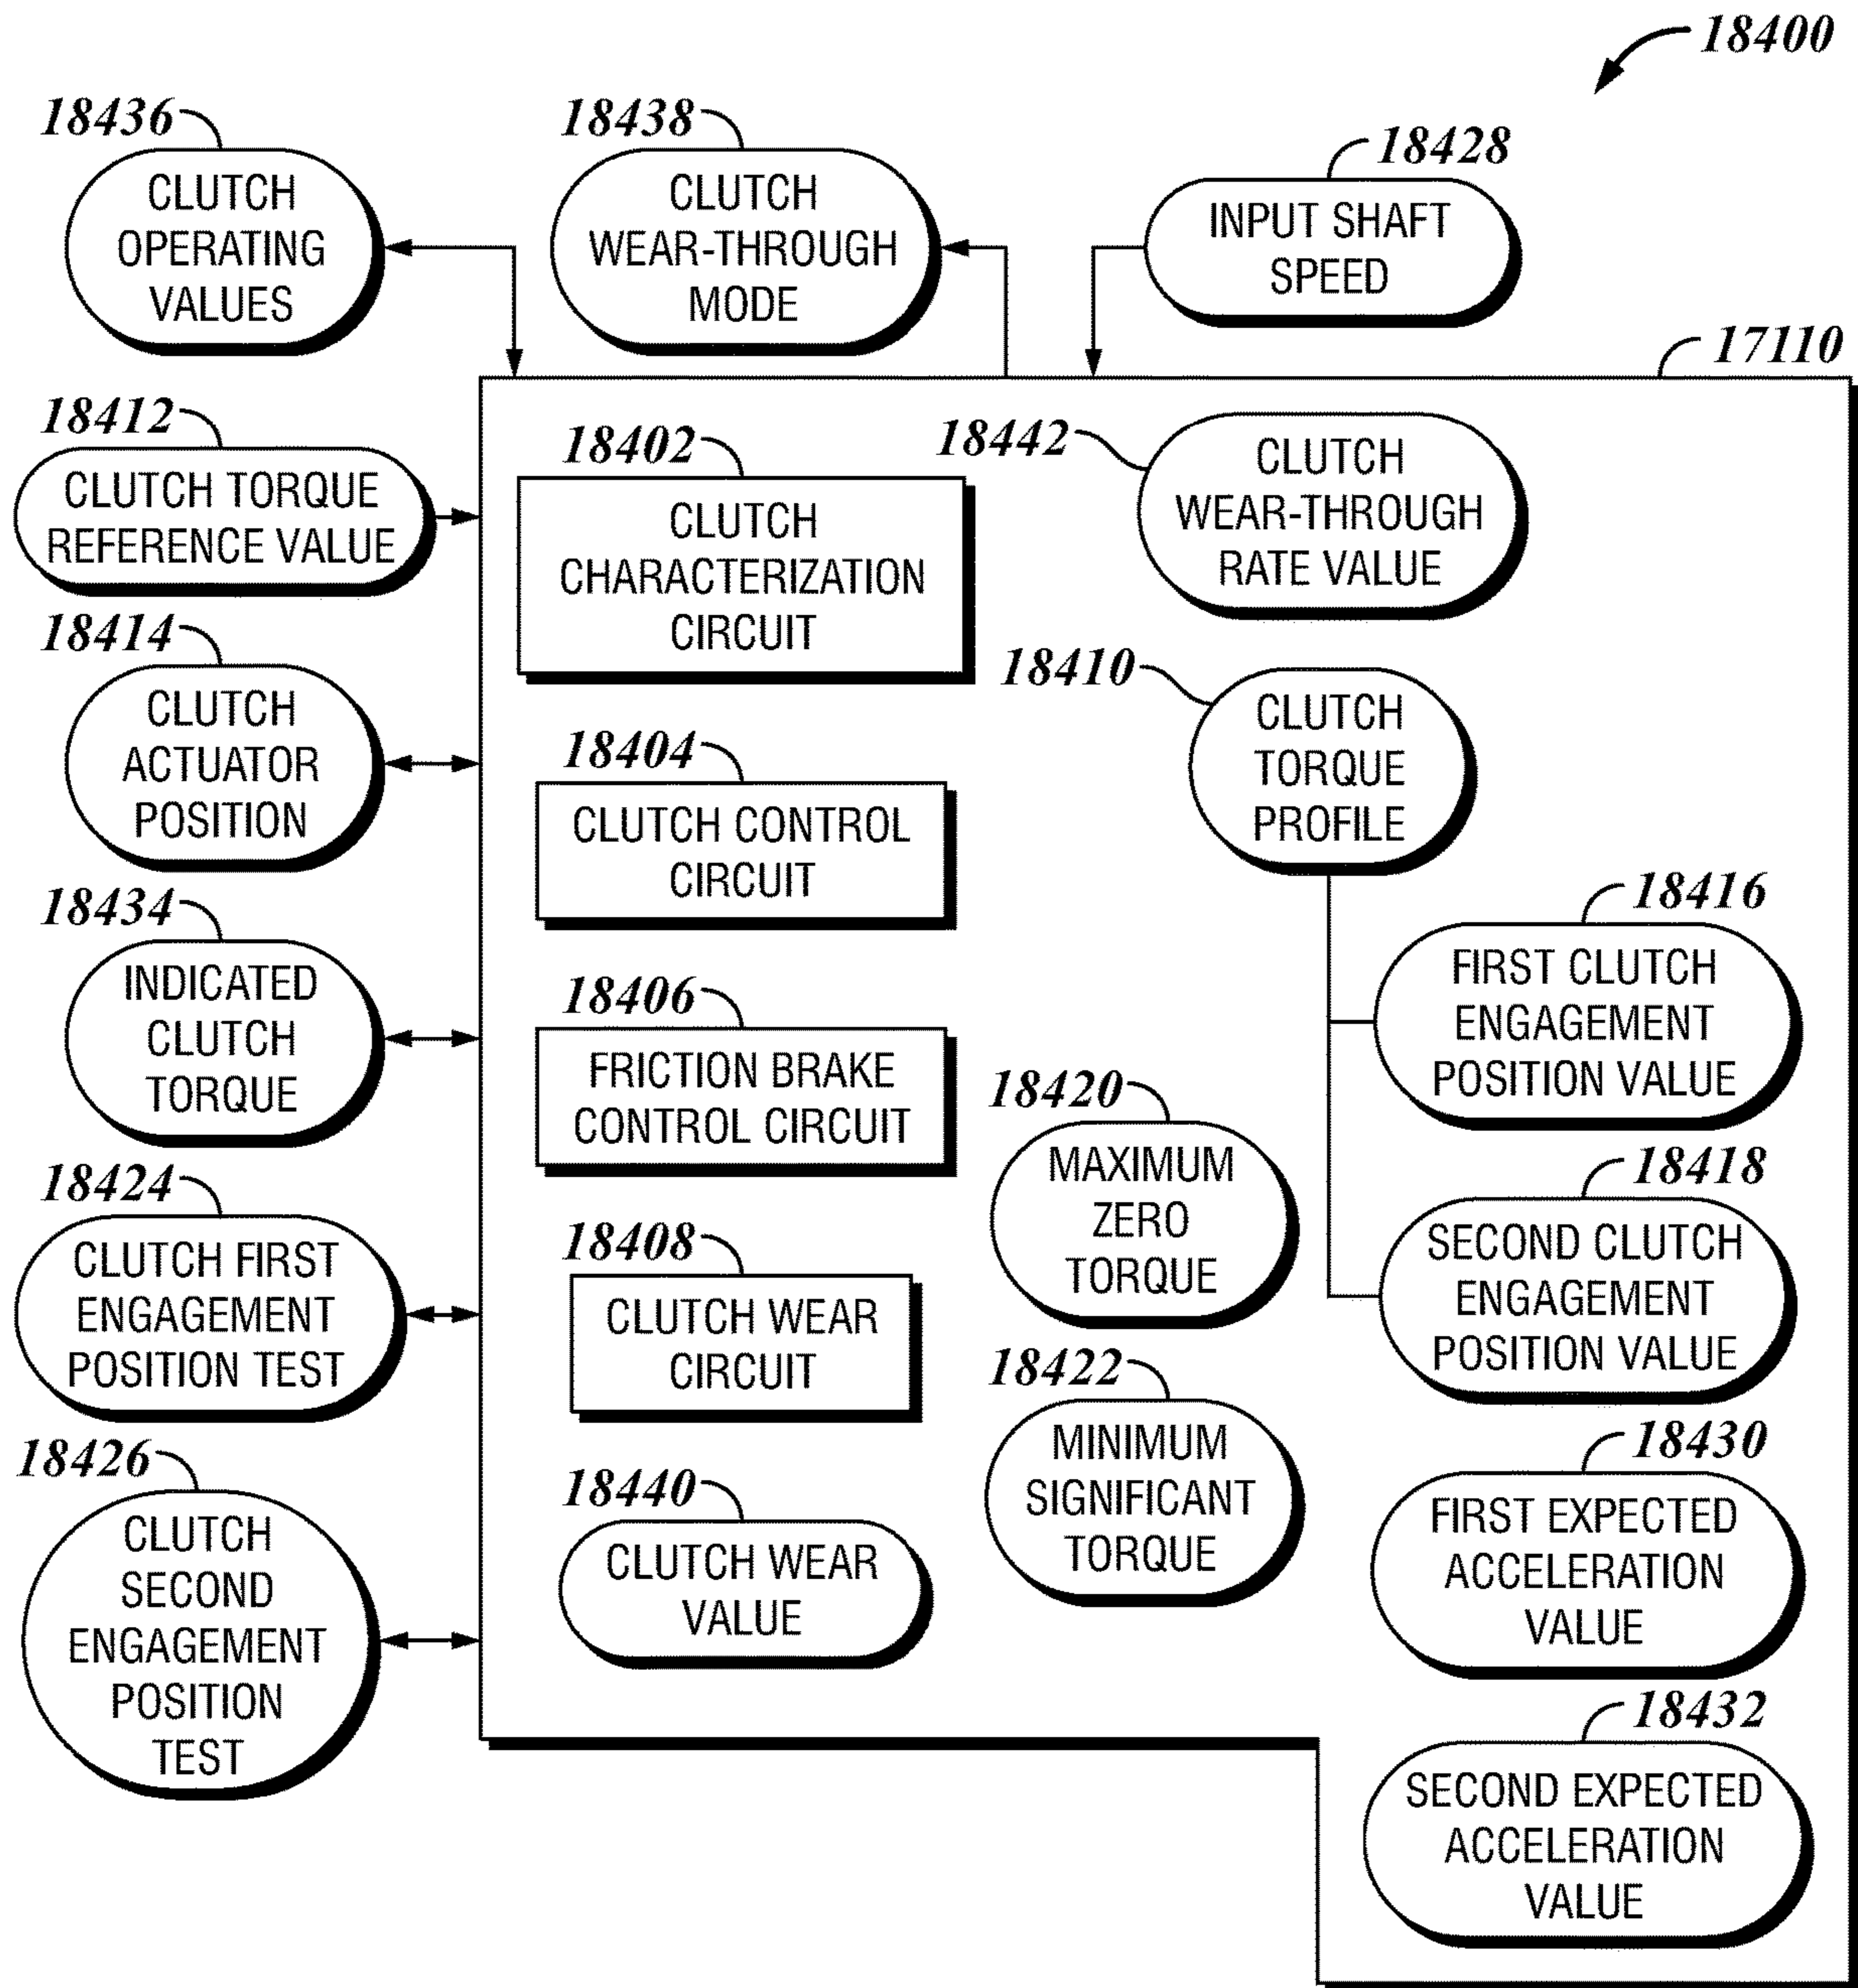 18400
18436
CLUTCH
OPERATING
VALUES
18438
CLUTCH
WEAR-THROUGH
MODE
18428
INPUT SHAFT
SPEED
17110
18412
CLUTCH TORQUE
REFERENCE VALUE
18414
CLUTCH
ACTUATOR
POSITION
18434
INDICATED
CLUTCH
TORQUE
18424
CLUTCH FIRST
ENGAGEMENT
POSITION TEST
18426
CLUTCH
SECOND
ENGAGEMENT
POSITION
TEST
18402
CLUTCH
CHARACTERIZATION
CIRCUIT
18404
CLUTCH CONTROL
CIRCUIT
18406
FRICTION BRAKE
CONTROL CIRCUIT
18408
CLUTCH WEAR
CIRCUIT
18440
CLUTCH WEAR
VALUE
18442
CLUTCH
WEAR-THROUGH
RATE VALUE
18410
CLUTCH
TORQUE
PROFILE
18416
FIRST CLUTCH
ENGAGEMENT
POSITION VALUE
18420
MAXIMUM
ZERO
TORQUE
18418
SECOND CLUTCH
ENGAGEMENT
POSITION VALUE
18422
MINIMUM
SIGNIFICANT
TORQUE
18430
FIRST EXPECTED
ACCELERATION
VALUE
18432
SECOND EXPECTED
ACCELERATION
VALUE